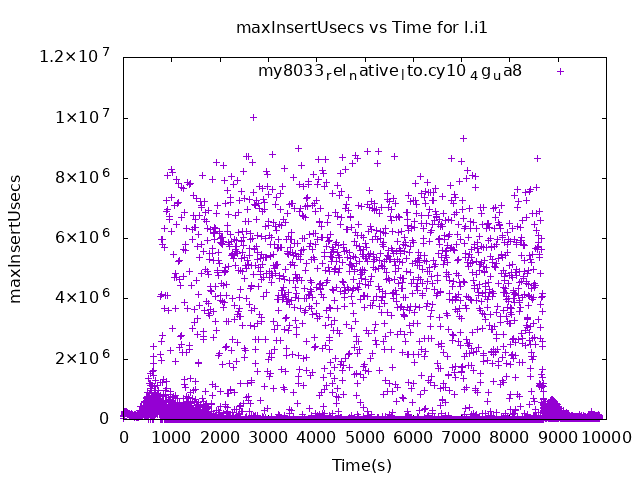 maxInsertUsecs vs Time for l.i1
my8033_rel_native_lto.cy10_4g_ua8
1.2×10^7
1×10^7
8×10^6
6×10^6
4×10^6
2×10^6
0
maxInsertUsecs
0 1000 2000 3000 4000 5000 6000 7000 8000 9000 10000
Time(s)